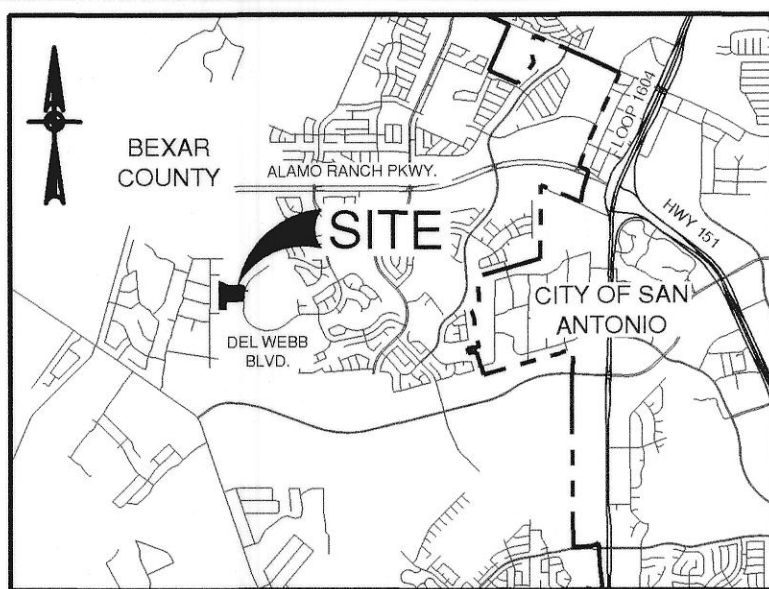 BEXAR
COUNTY
ALAMO RANCH PKWY.
LOOP 1604
HWY 151
SITE
CITY OF SAN
ANTONIO
DEL WEBB
BLVD.